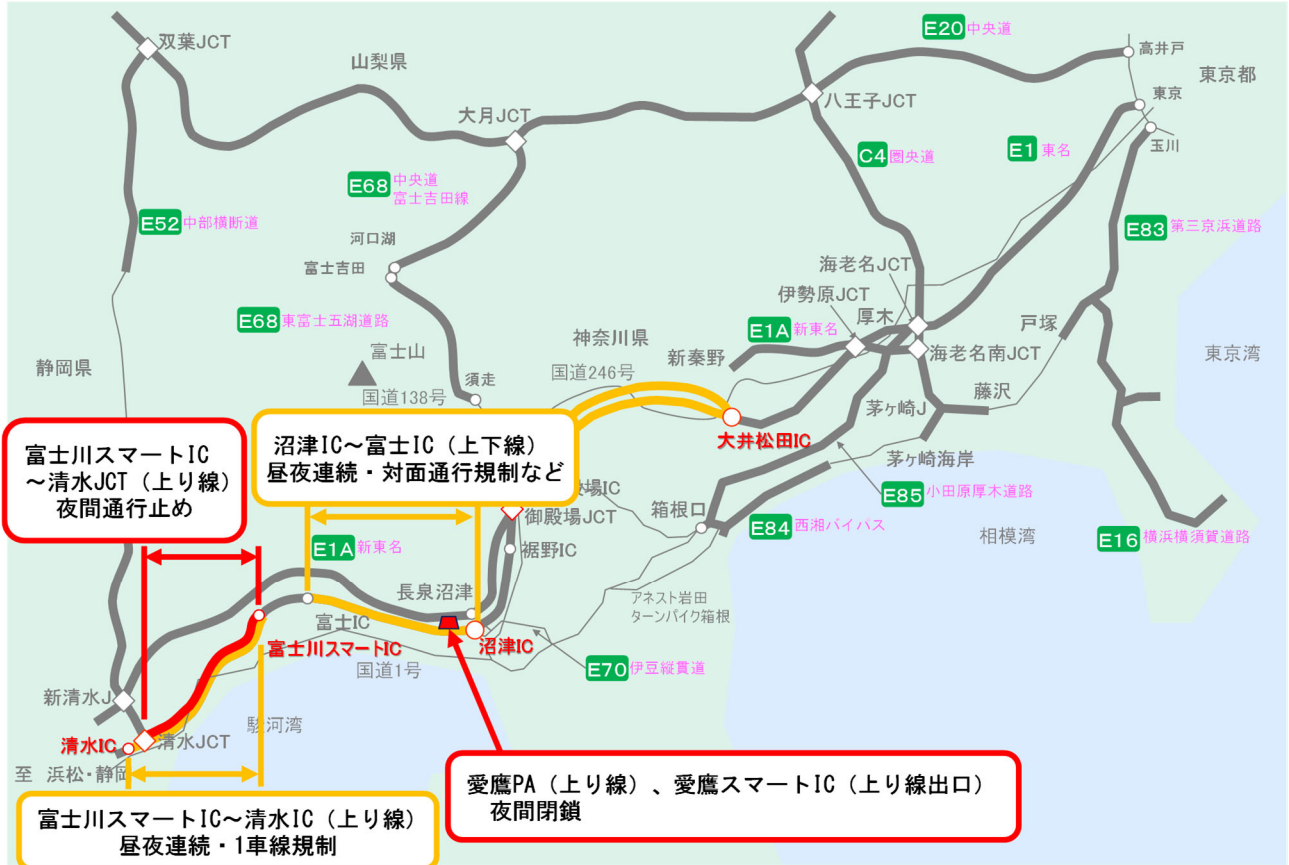 双葉JCT
山梨県
E20 中央道
高井戸
東京都
大月JCT
八王子JCT
東京
玉川
C4 圏央道
E1 東名
E68 中央道
富士吉田線
E52 中部横断道
E83 第三京浜道路
河口湖
富士吉田
海老名JCT
伊勢原JCT
厚木
E68 東富士五湖道路
神奈川県
E1A 新東名
新秦野
戸塚
海老名南JCT
東京湾
静岡県
富士山
国道246号
須走
国道138号
藤沢
茅ヶ崎J
大井松田IC
富士川スマートIC
～清水JCT（上り線）
夜間通行止め
沼津IC～富士IC（上下線）
昼夜連続・対面通行規制など
茅ヶ崎海岸
場IC
御殿場JCT
箱根口
E85 小田原厚木道路
E84 西湘バイパス
相模湾
E16 横浜横須賀道路
E1A 新東名
裾野IC
長泉沼津
アネスト岩田
ターンパイク箱根
富士IC
富士川スマートIC
沼津IC
国道1号
E70 伊豆縦貫道
新清水J
駿河湾
清水IC
清水JCT
至 浜松・静岡
愛鷹PA（上り線）、愛鷹スマートIC（上り線出口）
夜間閉鎖
富士川スマートIC～清水IC（上り線）
昼夜連続・1車線規制